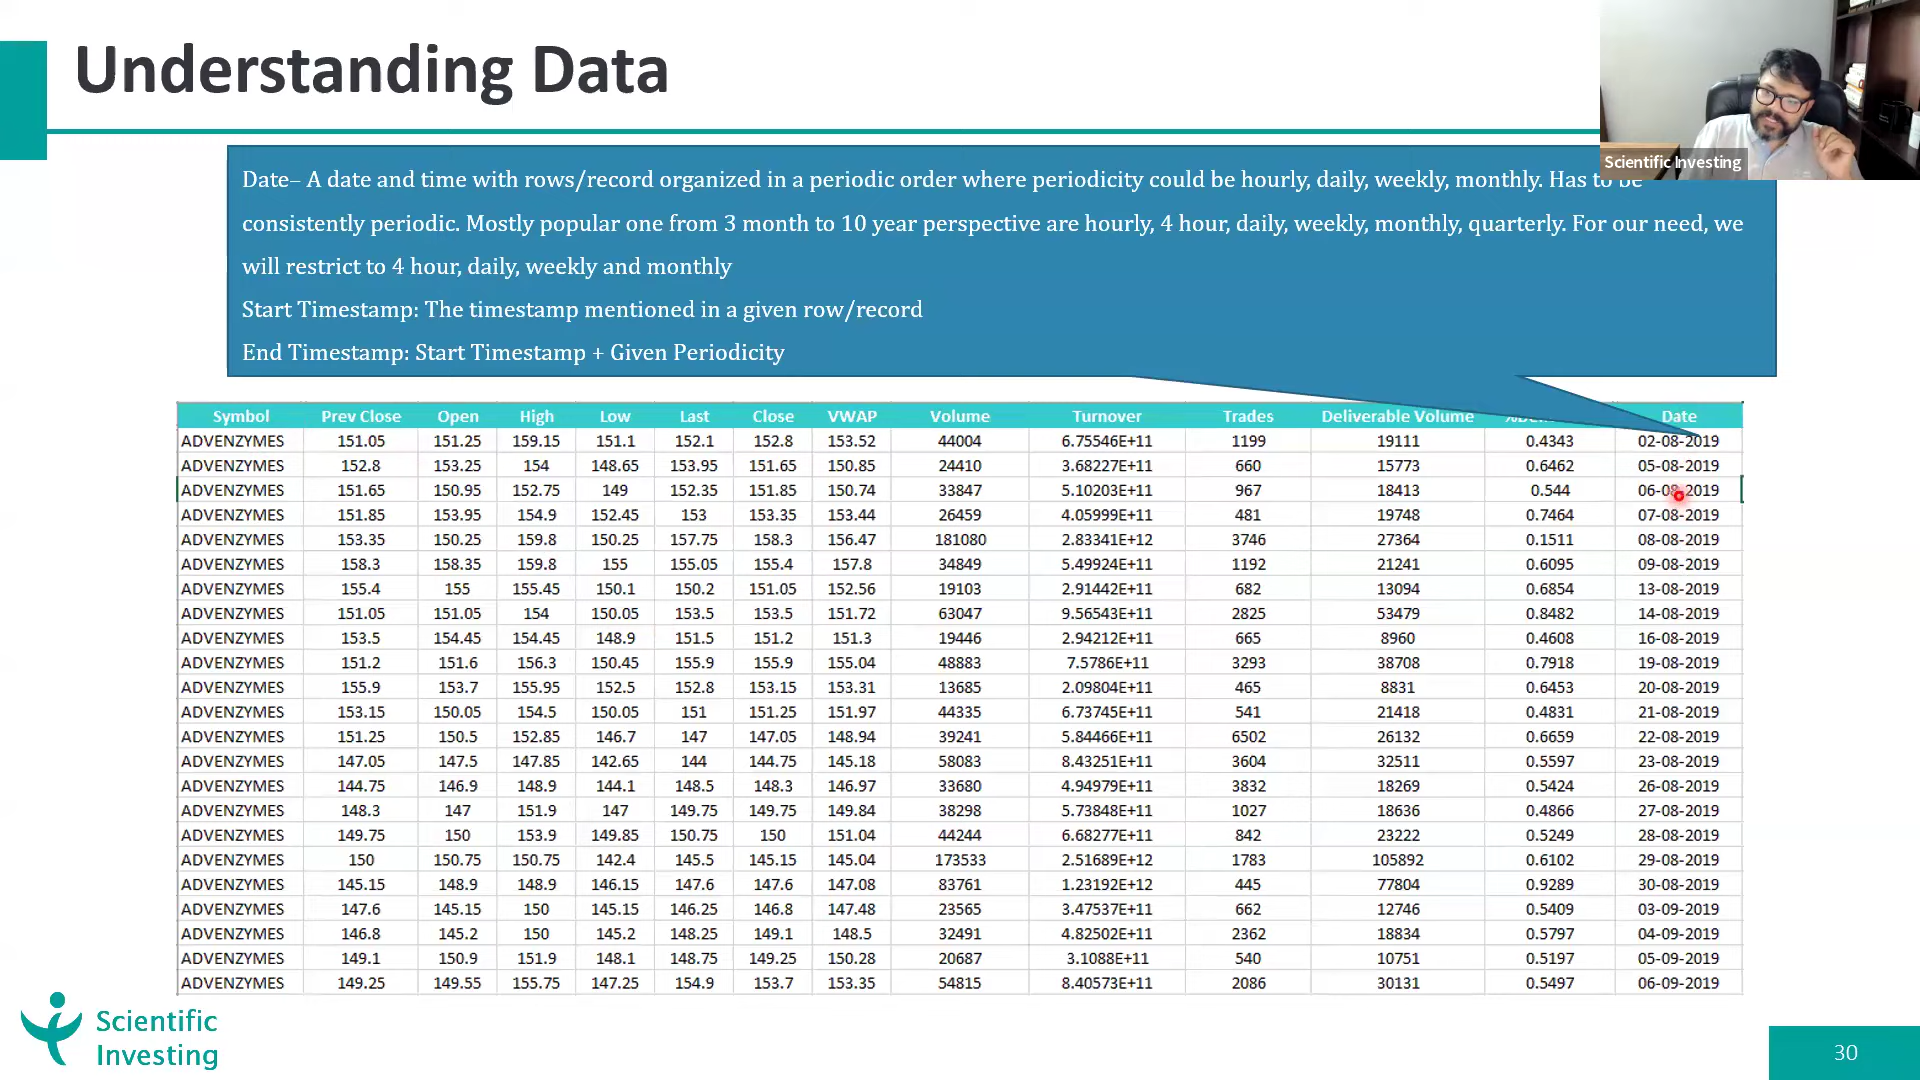 Understanding Data
Scientific Investing
Date– A date and time with rows/record organized in a periodic order where periodicity could be hourly, daily, weekly, monthly. Has to be
consistently periodic. Mostly popular one from 3 month to 10 year perspective are hourly, 4 hour, daily, weekly, monthly, quarterly. For our need, we
will restrict to 4 hour, daily, weekly and monthly
Start Timestamp: The timestamp mentioned in a given row/record
End Timestamp: Start Timestamp + Given Periodicity
Symbol Prev Close Open High Low Last Close VWAP Volume Turnover Trades Deliverable Volume Date
ADVENZYMES 151.05 151.25 159.15 151.1 152.1 152.8 153.52 44004 6.75546E+11 1199 19111 0.4343 02-08-2019
ADVENZYMES 152.8 153.25 154 148.65 153.95 151.65 150.85 24410 3.68227E+11 660 15773 0.6462 05-08-2019
ADVENZYMES 151.65 150.95 152.75 149 152.35 151.85 150.74 33847 5.10203E+11 967 18413 0.544 06-08-2019
ADVENZYMES 151.85 153.95 154.9 152.45 153 153.35 153.44 26459 4.05999E+11 481 19748 0.7464 07-08-2019
ADVENZYMES 153.35 150.25 159.8 150.25 157.75 158.3 156.47 181080 2.83341E+12 3746 27364 0.1511 08-08-2019
ADVENZYMES 158.3 158.35 159.8 155 155.05 155.4 157.8 34849 5.49924E+11 1192 21241 0.6095 09-08-2019
ADVENZYMES 155.4 155 155.45 150.1 150.2 151.05 152.56 19103 2.91442E+11 682 13094 0.6854 13-08-2019
ADVENZYMES 151.05 151.05 154 150.05 153.5 153.5 151.72 63047 9.56543E+11 2825 53479 0.8482 14-08-2019
ADVENZYMES 153.5 154.45 154.45 148.9 151.5 151.2 151.3 19446 2.94212E+11 665 8960 0.4608 16-08-2019
ADVENZYMES 151.2 151.6 156.3 150.45 155.9 155.9 155.04 48883 7.5786E+11 3293 38708 0.7918 19-08-2019
ADVENZYMES 155.9 153.7 155.95 152.5 152.8 153.15 153.31 13685 2.09804E+11 465 8831 0.6453 20-08-2019
ADVENZYMES 153.15 150.05 154.5 150.05 151 151.25 151.97 44335 6.73745E+11 541 21418 0.4831 21-08-2019
ADVENZYMES 151.25 150.5 152.85 146.7 147 147.05 148.94 39241 5.84466E+11 6502 26132 0.6659 22-08-2019
ADVENZYMES 147.05 147.5 147.85 142.65 144 144.75 145.18 58083 8.43251E+11 3604 32511 0.5597 23-08-2019
ADVENZYMES 144.75 146.9 148.9 144.1 148.5 148.3 146.97 33680 4.94979E+11 3832 18269 0.5424 26-08-2019
ADVENZYMES 148.3 147 151.9 147 149.75 149.75 149.84 38298 5.73848E+11 1027 18636 0.4866 27-08-2019
ADVENZYMES 149.75 150 153.9 149.85 150.75 150 151.04 44244 6.68277E+11 842 23222 0.5249 28-08-2019
ADVENZYMES 150 150.75 150.75 142.4 145.5 145.15 145.04 173533 2.51689E+12 1783 105892 0.6102 29-08-2019
ADVENZYMES 145.15 148.9 148.9 146.15 147.6 147.6 147.08 83761 1.23192E+12 445 77804 0.9289 30-08-2019
ADVENZYMES 147.6 145.15 150 145.15 146.25 146.8 147.48 23565 3.47537E+11 662 12746 0.5409 03-09-2019
ADVENZYMES 146.8 145.2 150 145.2 148.25 149.1 148.5 32491 4.82502E+11 2362 18834 0.5797 04-09-2019
ADVENZYMES 149.1 150.9 151.9 148.1 148.75 149.25 150.28 20687 3.1088E+11 540 10751 0.5197 05-09-2019
ADVENZYMES 149.25 149.55 155.75 147.25 154.9 153.7 153.35 54815 8.40573E+11 2086 30131 0.5497 06-09-2019
Scientific
Investing
30